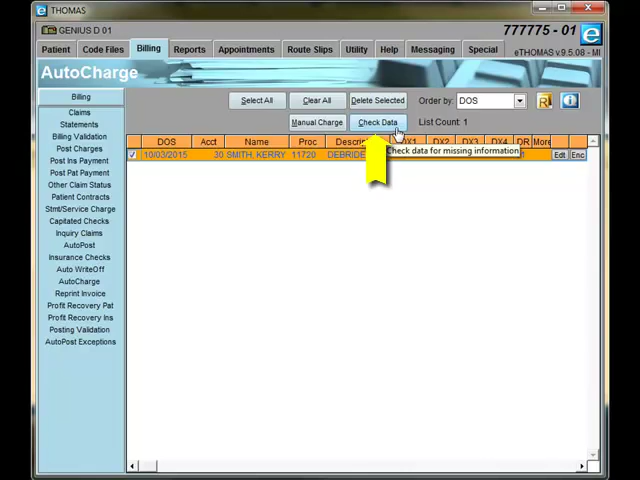 THOMAS
GENIUS D 01
777775 - 01
Patient Code Files Billing Reports Appointments Route Slips Utility Help Messaging Special
eTHOMAS v.9.5.08 - MI
AutoCharge
Billing
Claims
Statements
Billing Validation
Post Charges
Post Ins Payment
Post Pat Payment
Other Claim Status
Patient Contracts
Stmt/Service Charge
Capitated Checks
Inquiry Claims
AutoPost
Insurance Checks
Auto WriteOff
AutoCharge
Reprint Invoice
Profit Recovery Pat
Profit Recovery Ins
Posting Validation
AutoPost Exceptions
Select All Clear All Delete Selected Order by: DOS
Manual Charge Check Data List Count: 1
DOS Acct Name Proc DX1 DX2 DX3 DX4 DR More
10/03/2015 30 SMITH, KERRY 11720 Edt Enc
Check data for missing information